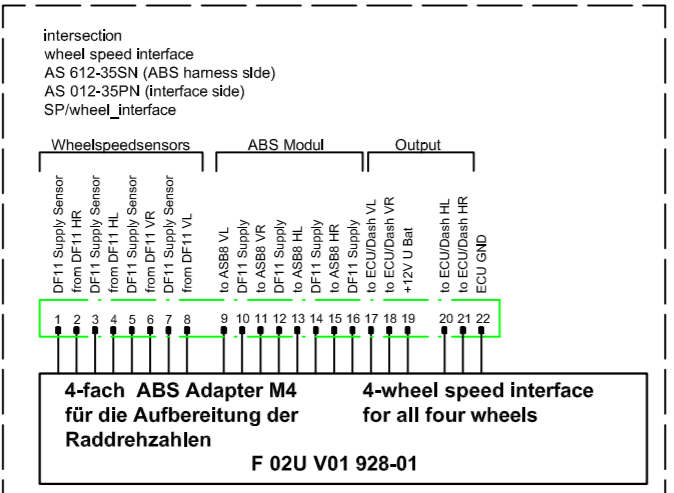 intersection
wheel speed interface
AS 612-35SN (ABS harness side)
AS 012-35PN (interface side)
SP/wheel_interface
Wheelspeedsensors
ABS Modul
Output
DF11 Supply Sensor
from DF11 HR
DF11 Supply Sensor
from DF11 HL
DF11 Supply Sensor
from DF11 VR
DF11 Supply Sensor
from DF11 VL
to ASB8 VL
DF11 Supply
to ASB8 VR
DF11 Supply
to ASB8 HL
DF11 Supply
to ASB8 HR
DF11 Supply
to ECU/Dash VL
to ECU/Dash VR
+12V U Bat
to ECU/Dash HL
to ECU/Dash HR
ECU GND
1 2 3 4 5 6 7 8 9 10 11 12 13 14 15 16 17 18 19 20 21 22
4-fach ABS Adapter M4
für die Aufbereitung der
Raddrehzahlen
4-wheel speed interface
for all four wheels
F 02U V01 928-01